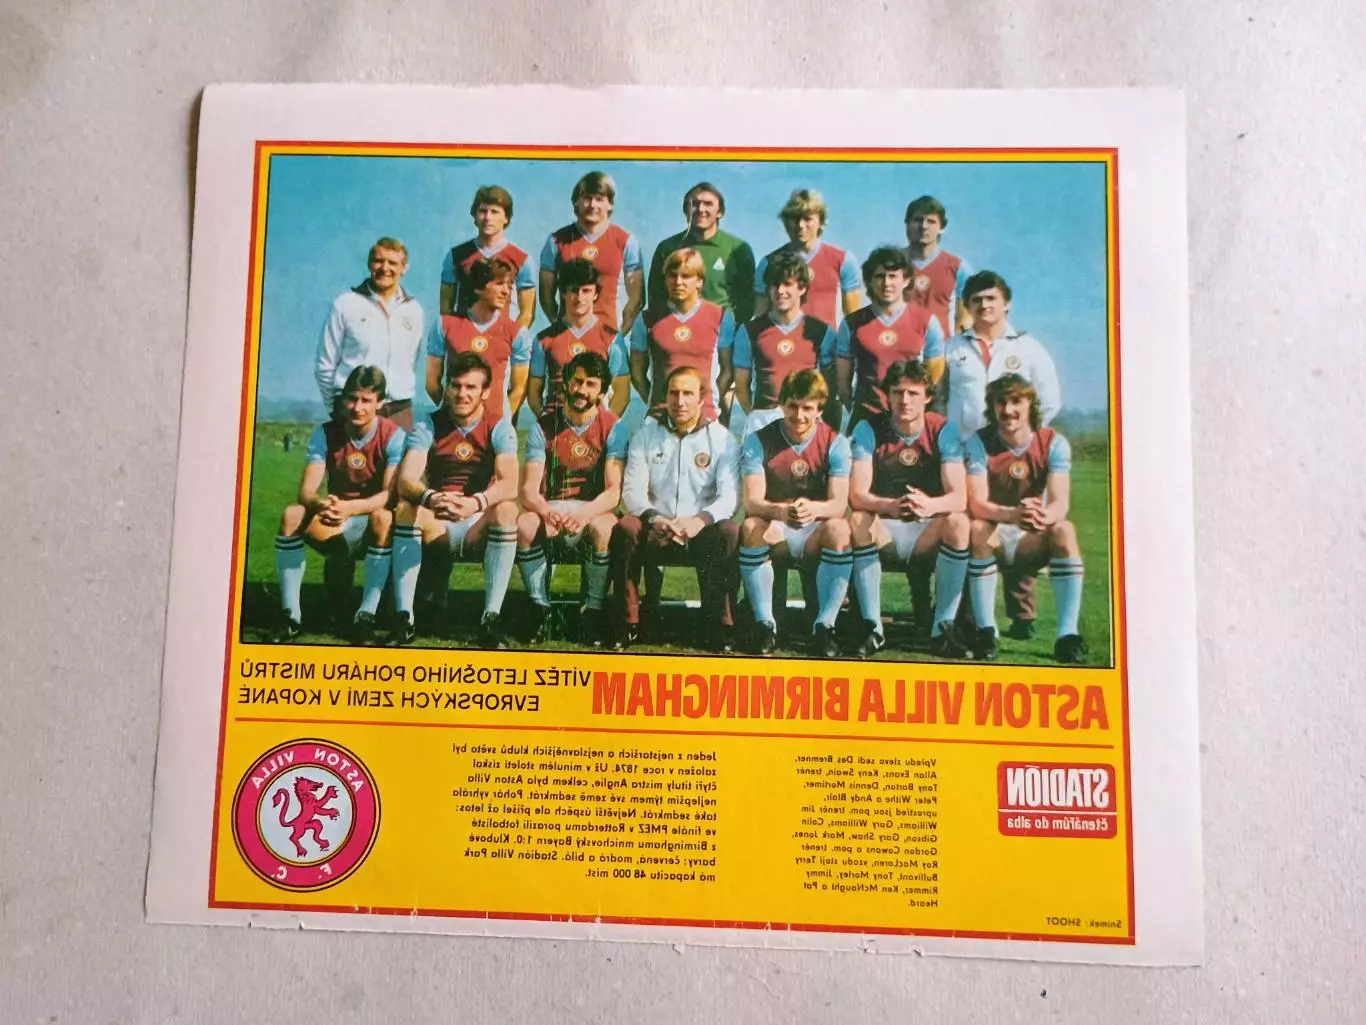 ASTON VILLA BIRMINGHAM
VÍTĚZ LETOŠNÍHO POHÁRU MISTRŮ
EVROPSKÝCH ZEMÍ V KOPANÉ
STADIÓN
čtenářům do alba
Vpředu zleva sedí Des Bremner,
Allan Evans, Keny Swain, trenér
Tony Barton, Dennis Mortimer,
Peter Withe a Andy Blair,
uprostřed jsou pom. trenér Jim
Williams, Gary Williams, Colin
Gibson, Gary Shaw, Mark Jones,
Gordon Cowans a pom. trenér
Roy MacLaren, vzadu stojí Terry
Bullivant, Tony Morley, Jimmy
Rimmer, Ken McNaught a Pat
Heard.
Jeden z nejstarších a nejslavnějších klubů světa byl
založen v roce 1874. Už v minulém století získal
čtyři tituly mistra Anglie, celkem byla Aston Villa
nejlepším týmem své země sedmkrát. Pohár vyhrála
také sedmkrát. Největší úspěch ale přišel až letos:
ve finále PMEZ v Rotterdamu porazili fotbalisté
z Birminghamu mnichovský Bayern 1:0. Klubové
barvy: červená, modrá a bílá. Stadión Villa Park
má kapacitu 48 000 míst.
ASTON VILLA
F. C.
Snímek: SHOOT